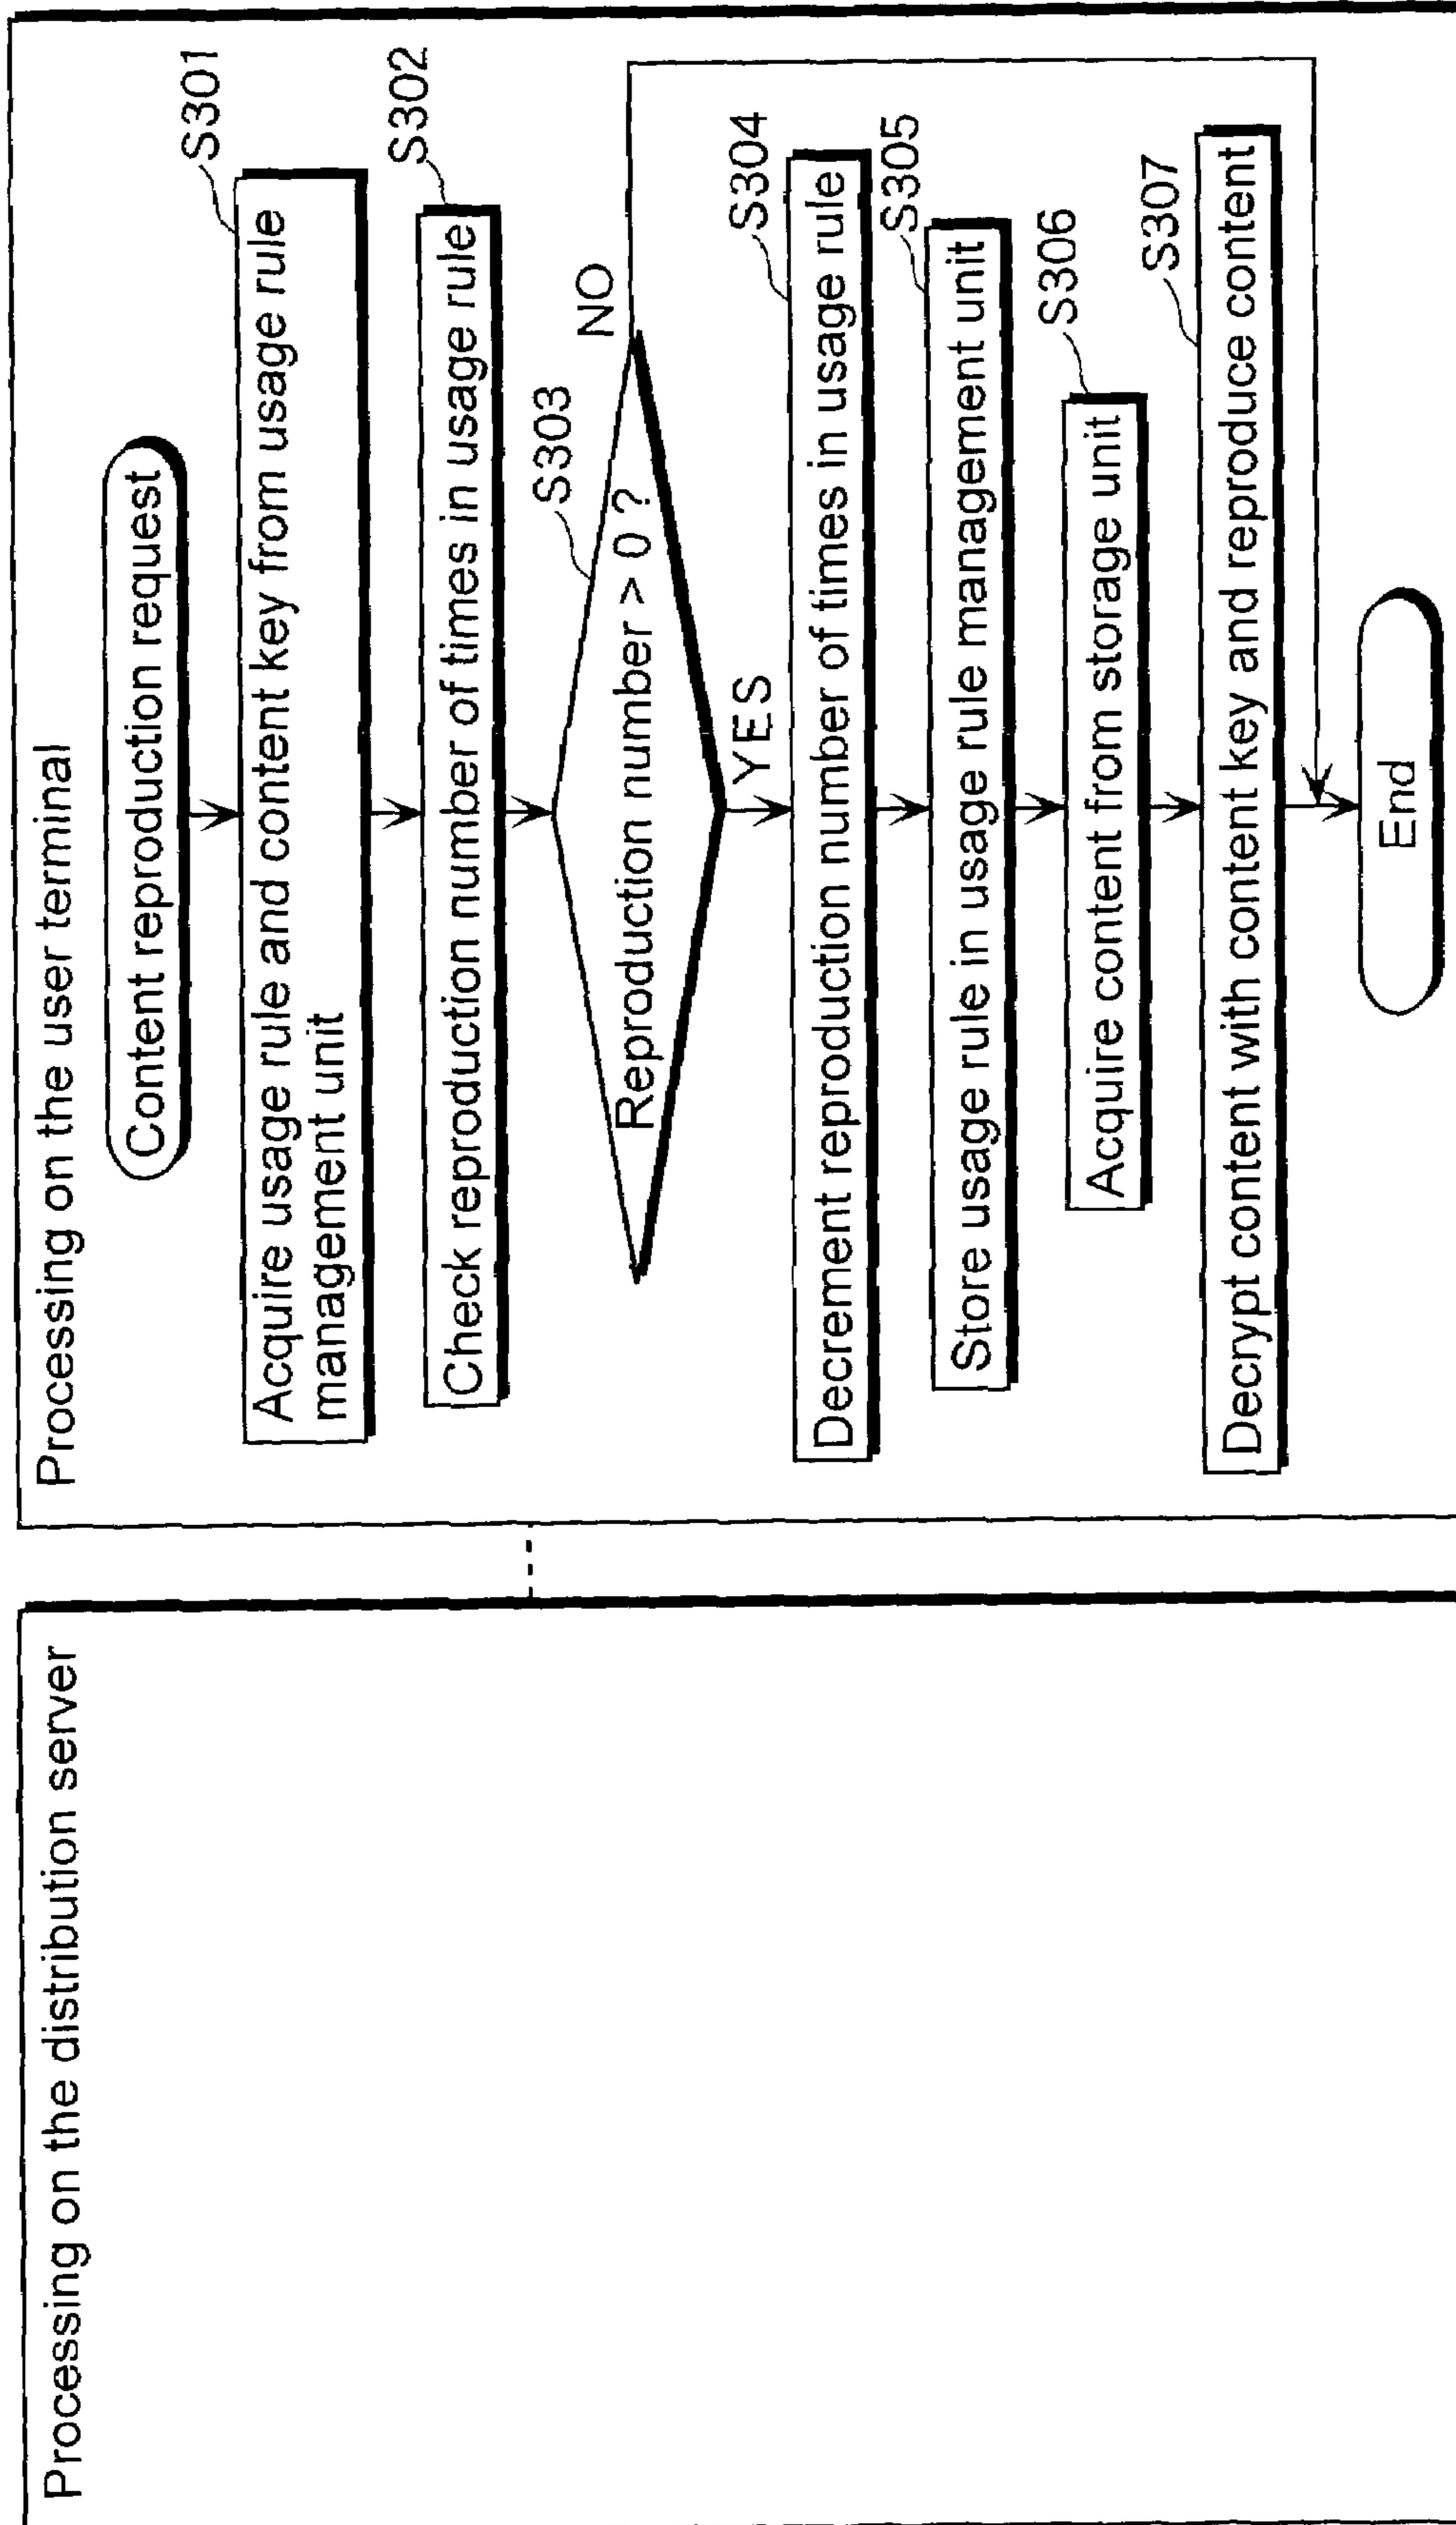 Processing on the distribution server
Processing on the user terminal
Content reproduction request
S301
Acquire usage rule and content key from usage rule
management unit
S302
Check reproduction number of times in usage rule
S303
NO
Reproduction number > 0 ?
YES
S304
Decrement reproduction number of times in usage rule
S305
Store usage rule in usage rule management unit
S306
Acquire content from storage unit
S307
Decrypt content with content key and reproduce content
End